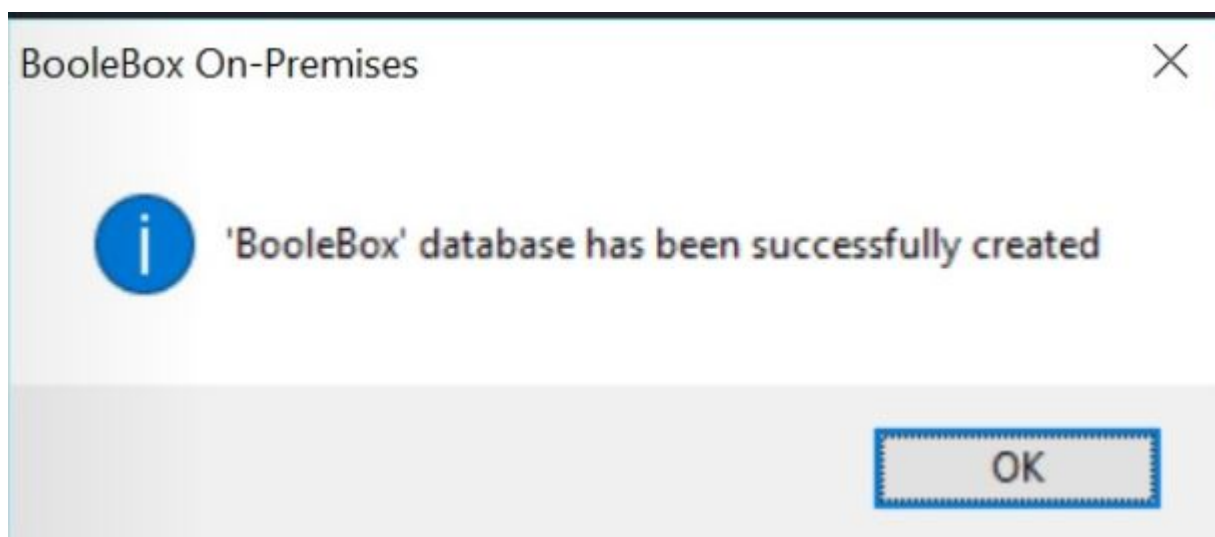 BooleBox On-Premises
'BooleBox' database has been successfully created
OK